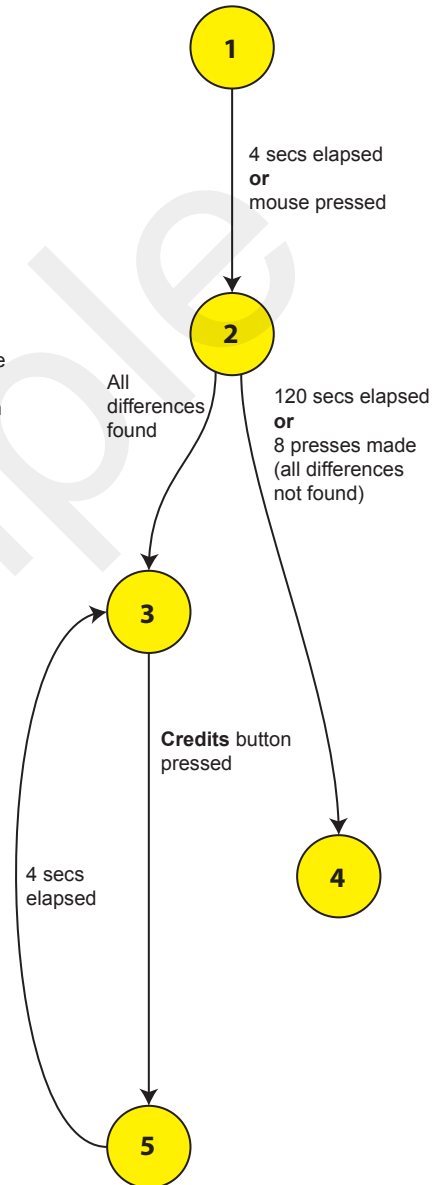 1
4 secs elapsed
or
mouse pressed
2
All
differences
found
120 secs elapsed
or
8 presses made
(all differences
not found)
3
Credits button
pressed
4 secs
elapsed
4
5